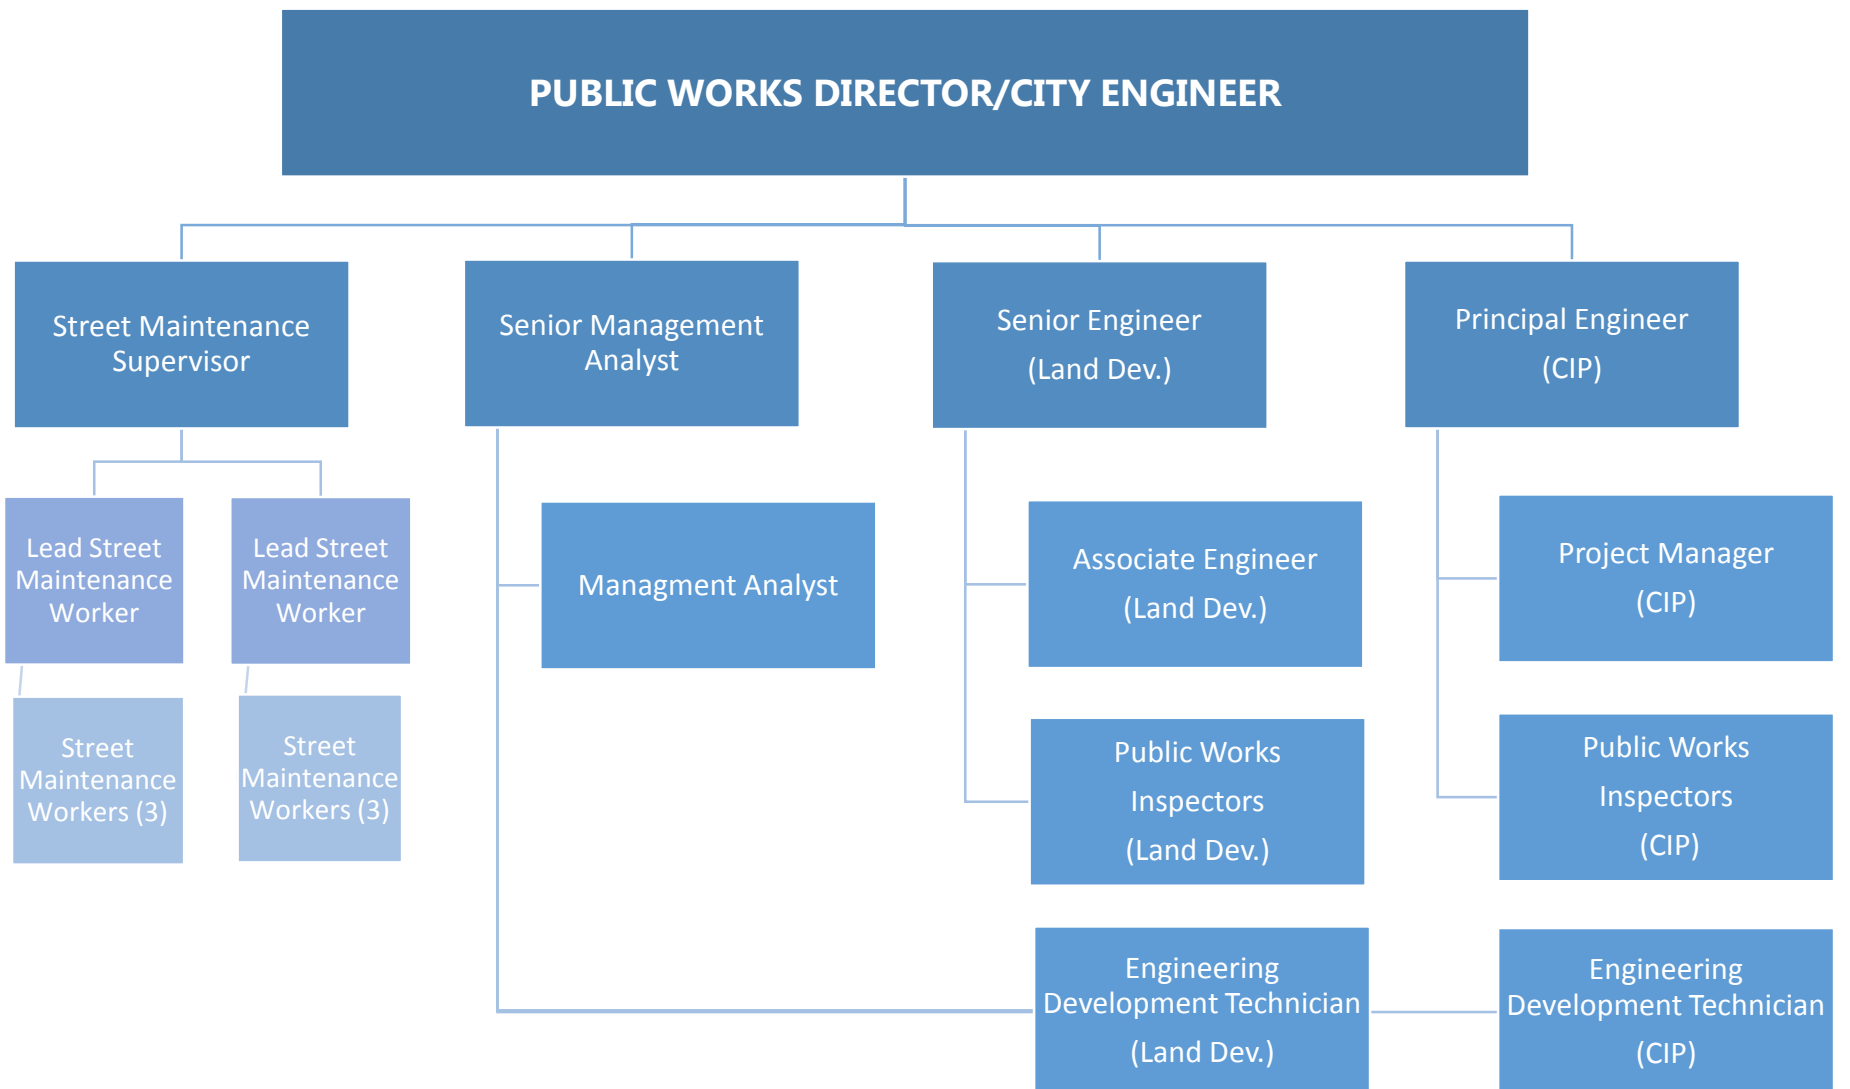 PUBLIC WORKS DIRECTOR/CITY ENGINEER
Street Maintenance
Supervisor
Senior Management
Analyst
Senior Engineer
(Land Dev.)
Principal Engineer
(CIP)
Lead Street
Maintenance
Worker
Lead Street
Maintenance
Worker
Managment Analyst
Associate Engineer
(Land Dev.)
Project Manager
(CIP)
Street
Maintenance
Workers (3)
Street
Maintenance
Workers (3)
Public Works
Inspectors
(Land Dev.)
Public Works
Inspectors
(CIP)
Engineering
Development Technician
(Land Dev.)
Engineering
Development Technician
(CIP)